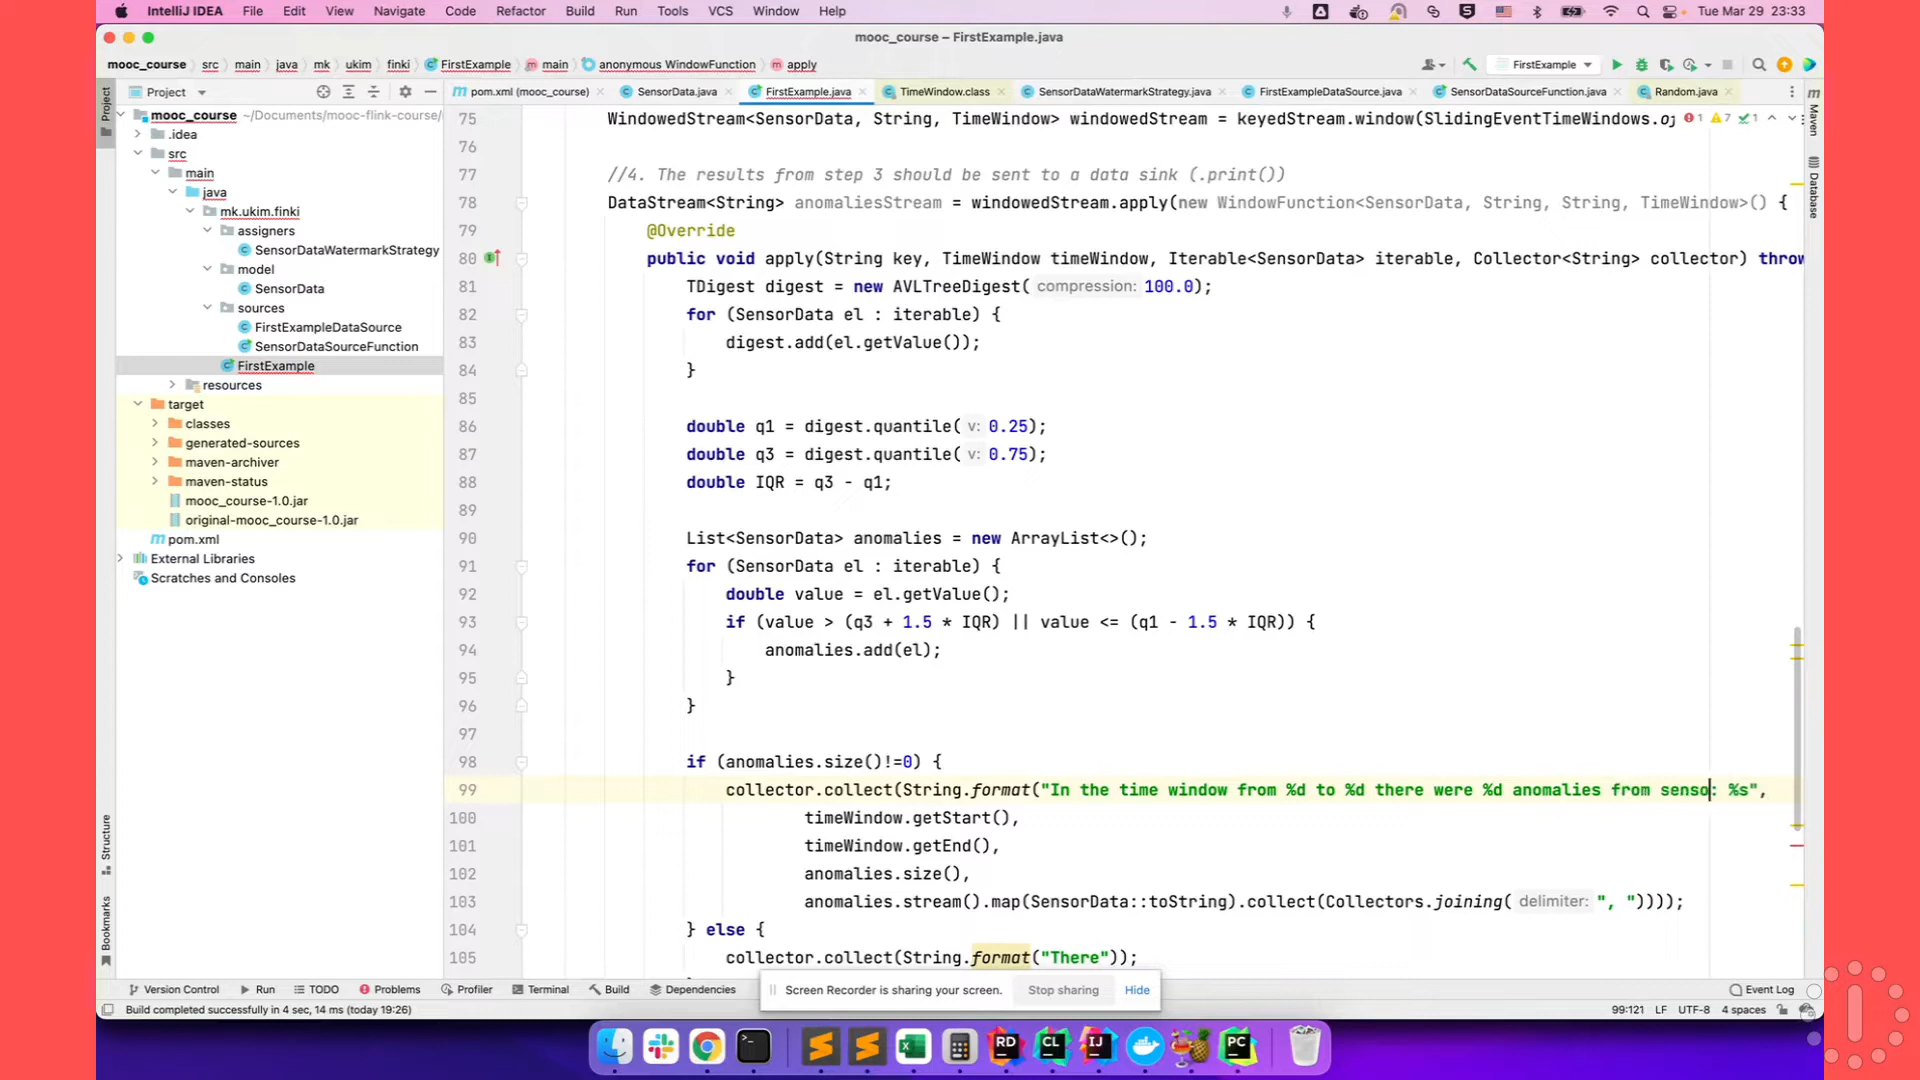 IntelliJ IDEA File Edit View Navigate Code Refactor Build Run Tools VCS Window Help Tue Mar 29 23:33
mooc_course – FirstExample.java
mooc_course src main java mk ukim finki FirstExample main anonymous WindowFunction apply FirstExample
Project pom.xml (mooc_course) SensorData.java FirstExample.java TimeWindow.class SensorDataWatermarkStrategy.java FirstExampleDataSource.java SensorDataSourceFunction.java Random.java
Project
Maven
Database
Structure
Bookmarks
mooc_course ~/Documents/mooc-flink-course/
.idea
src
main
java
mk.ukim.finki
assigners
SensorDataWatermarkStrategy
model
SensorData
sources
FirstExampleDataSource
SensorDataSourceFunction
FirstExample
resources
target
classes
generated-sources
maven-archiver
maven-status
mooc_course-1.0.jar
original-mooc_course-1.0.jar
pom.xml
External Libraries
Scratches and Consoles
75 WindowedStream<SensorData, String, TimeWindow> windowedStream = keyedStream.window(SlidingEventTimeWindows.o 1 7 1
76
77 //4. The results from step 3 should be sent to a data sink (.print())
78 DataStream<String> anomaliesStream = windowedStream.apply(new WindowFunction<SensorData, String, String, TimeWindow>() {
79 @Override
80 public void apply(String key, TimeWindow timeWindow, Iterable<SensorData> iterable, Collector<String> collector) throw
81 TDigest digest = new AVLTreeDigest( compression: 100.0);
82 for (SensorData el : iterable) {
83 digest.add(el.getValue());
84 }
85
86 double q1 = digest.quantile( v: 0.25);
87 double q3 = digest.quantile( v: 0.75);
88 double IQR = q3 - q1;
89
90 List<SensorData> anomalies = new ArrayList<>();
91 for (SensorData el : iterable) {
92 double value = el.getValue();
93 if (value > (q3 + 1.5 * IQR) || value <= (q1 - 1.5 * IQR)) {
94 anomalies.add(el);
95 }
96 }
97
98 if (anomalies.size()!=0) {
99 collector.collect(String.format("In the time window from %d to %d there were %d anomalies from senso: %s",
100 timeWindow.getStart(),
101 timeWindow.getEnd(),
102 anomalies.size(),
103 anomalies.stream().map(SensorData::toString).collect(Collectors.joining( delimiter: ", "))));
104 } else {
105 collector.collect(String.format("There"));
Version Control Run TODO Problems Profiler Terminal Build Dependencies Event Log
Screen Recorder is sharing your screen. Stop sharing Hide
Build completed successfully in 4 sec, 14 ms (today 19:26) 99:121 LF UTF-8 4 spaces
RD CL IJ PC